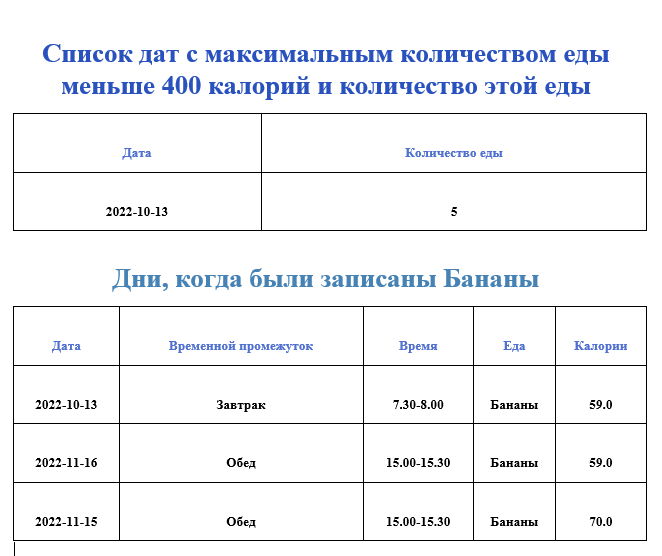 Список дат с максимальным количеством еды
меньше 400 калорий и количество этой еды
Дата Количество еды
2022-10-13 5
Дни, когда были записаны Бананы
Дата Временной промежуток Время Еда Калории
2022-10-13 Завтрак 7.30-8.00 Бананы 59.0
2022-11-16 Обед 15.00-15.30 Бананы 59.0
2022-11-15 Обед 15.00-15.30 Бананы 70.0